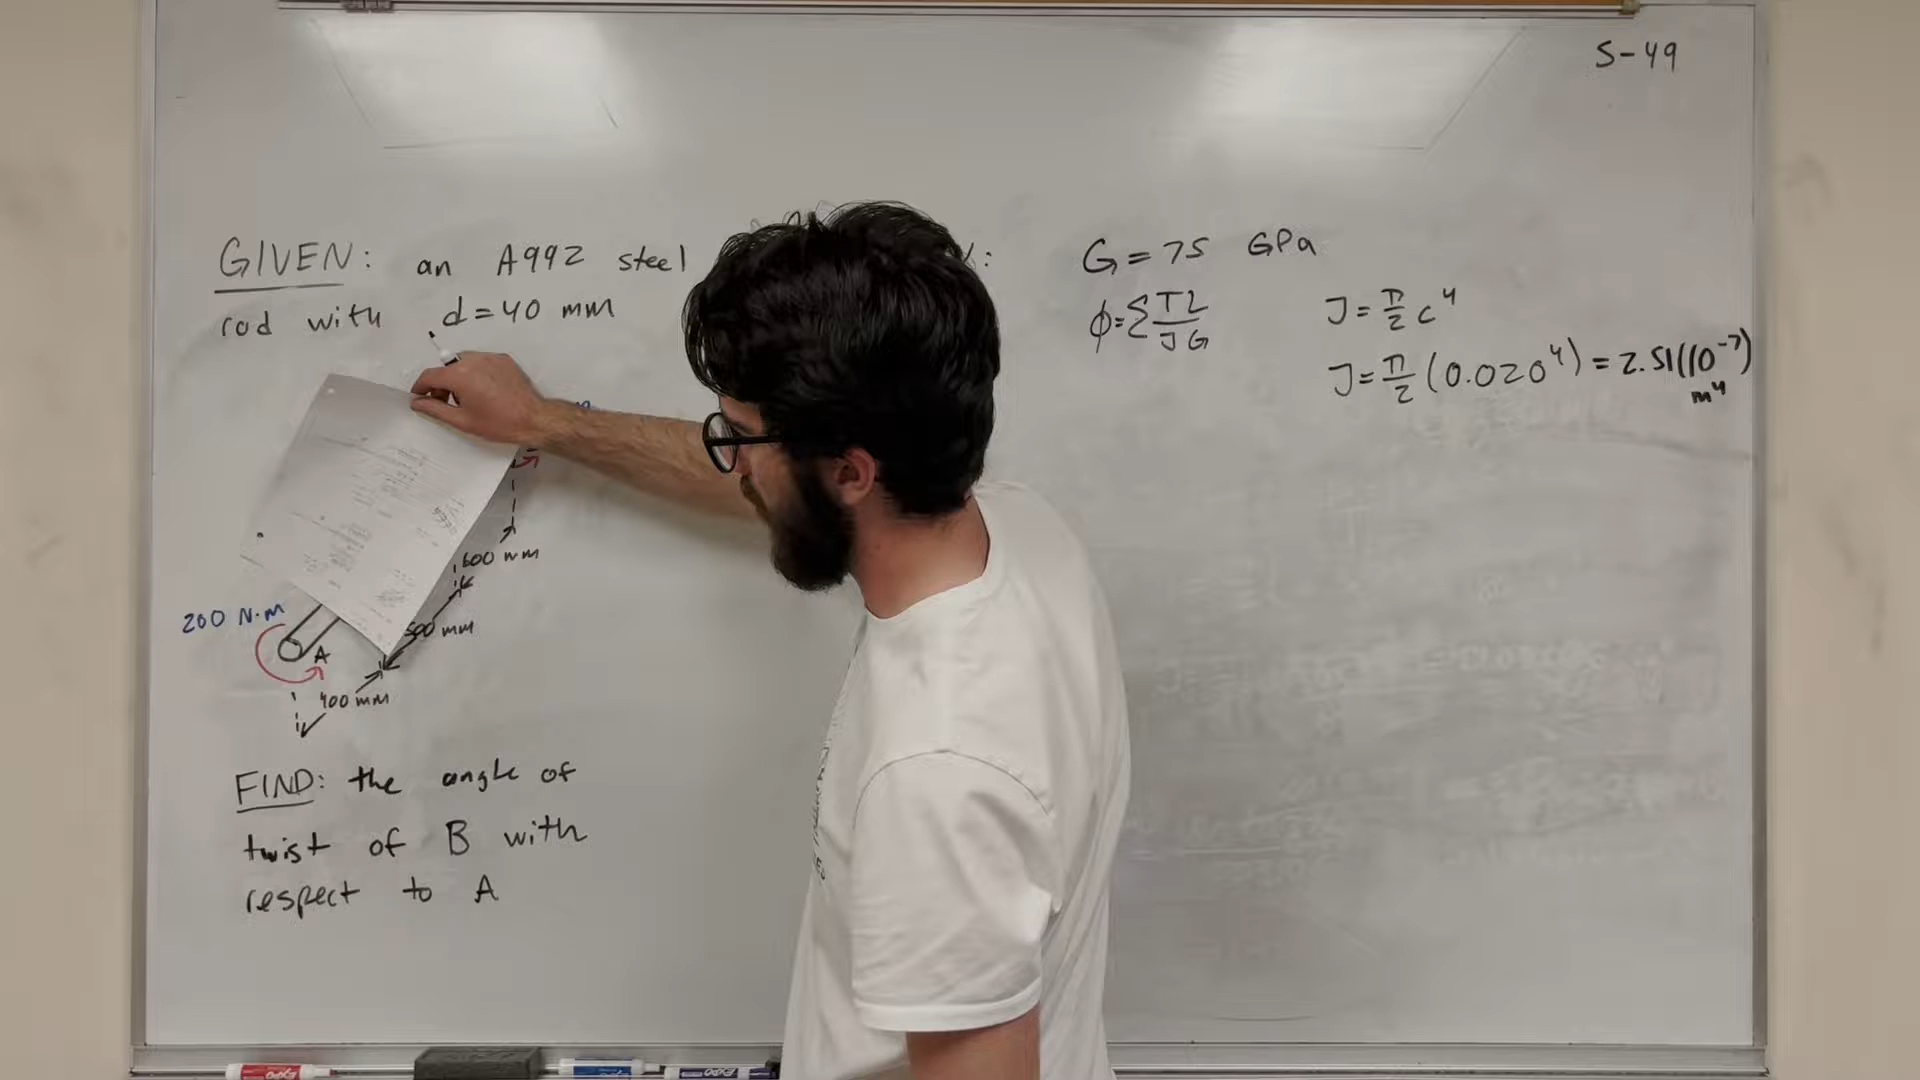 S-49
GIVEN: an A992 steel
rod with d=40 mm
200 N·m
A
400 mm
500 mm
600 mm
FIND: the angle of
twist of B with
respect to A
G = 75 GPa
ϕ=Σ TL/JG
J = π/2 c⁴
J = π/2 (0.020⁴) = 2.51(10⁻⁷)
m⁴
EXPO
EXPO